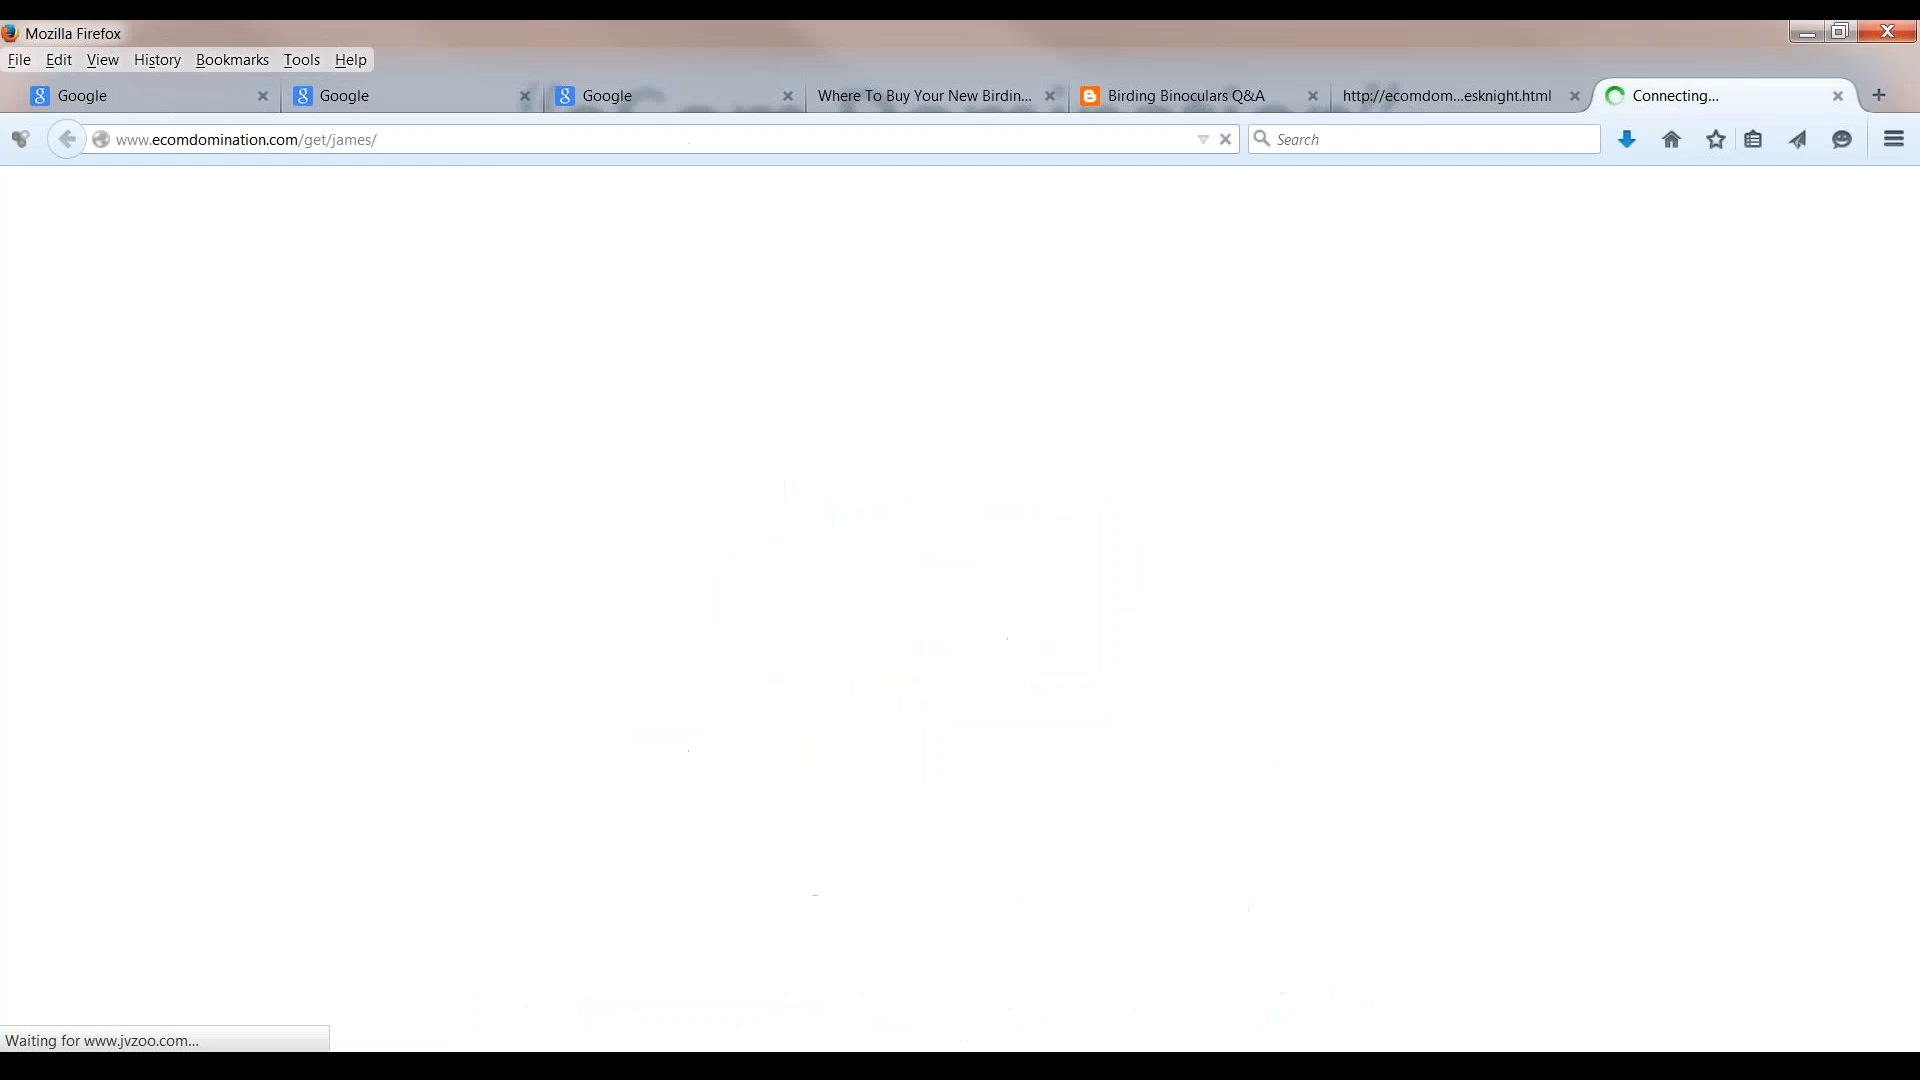 Mozilla Firefox
File Edit View History Bookmarks Tools Help
Google Google Google Where To Buy Your New Birdin... Birding Binoculars Q&A http://ecomdom...esknight.html Connecting...
www.ecomdomination.com/get/james/ Search
Waiting for www.jvzoo.com...